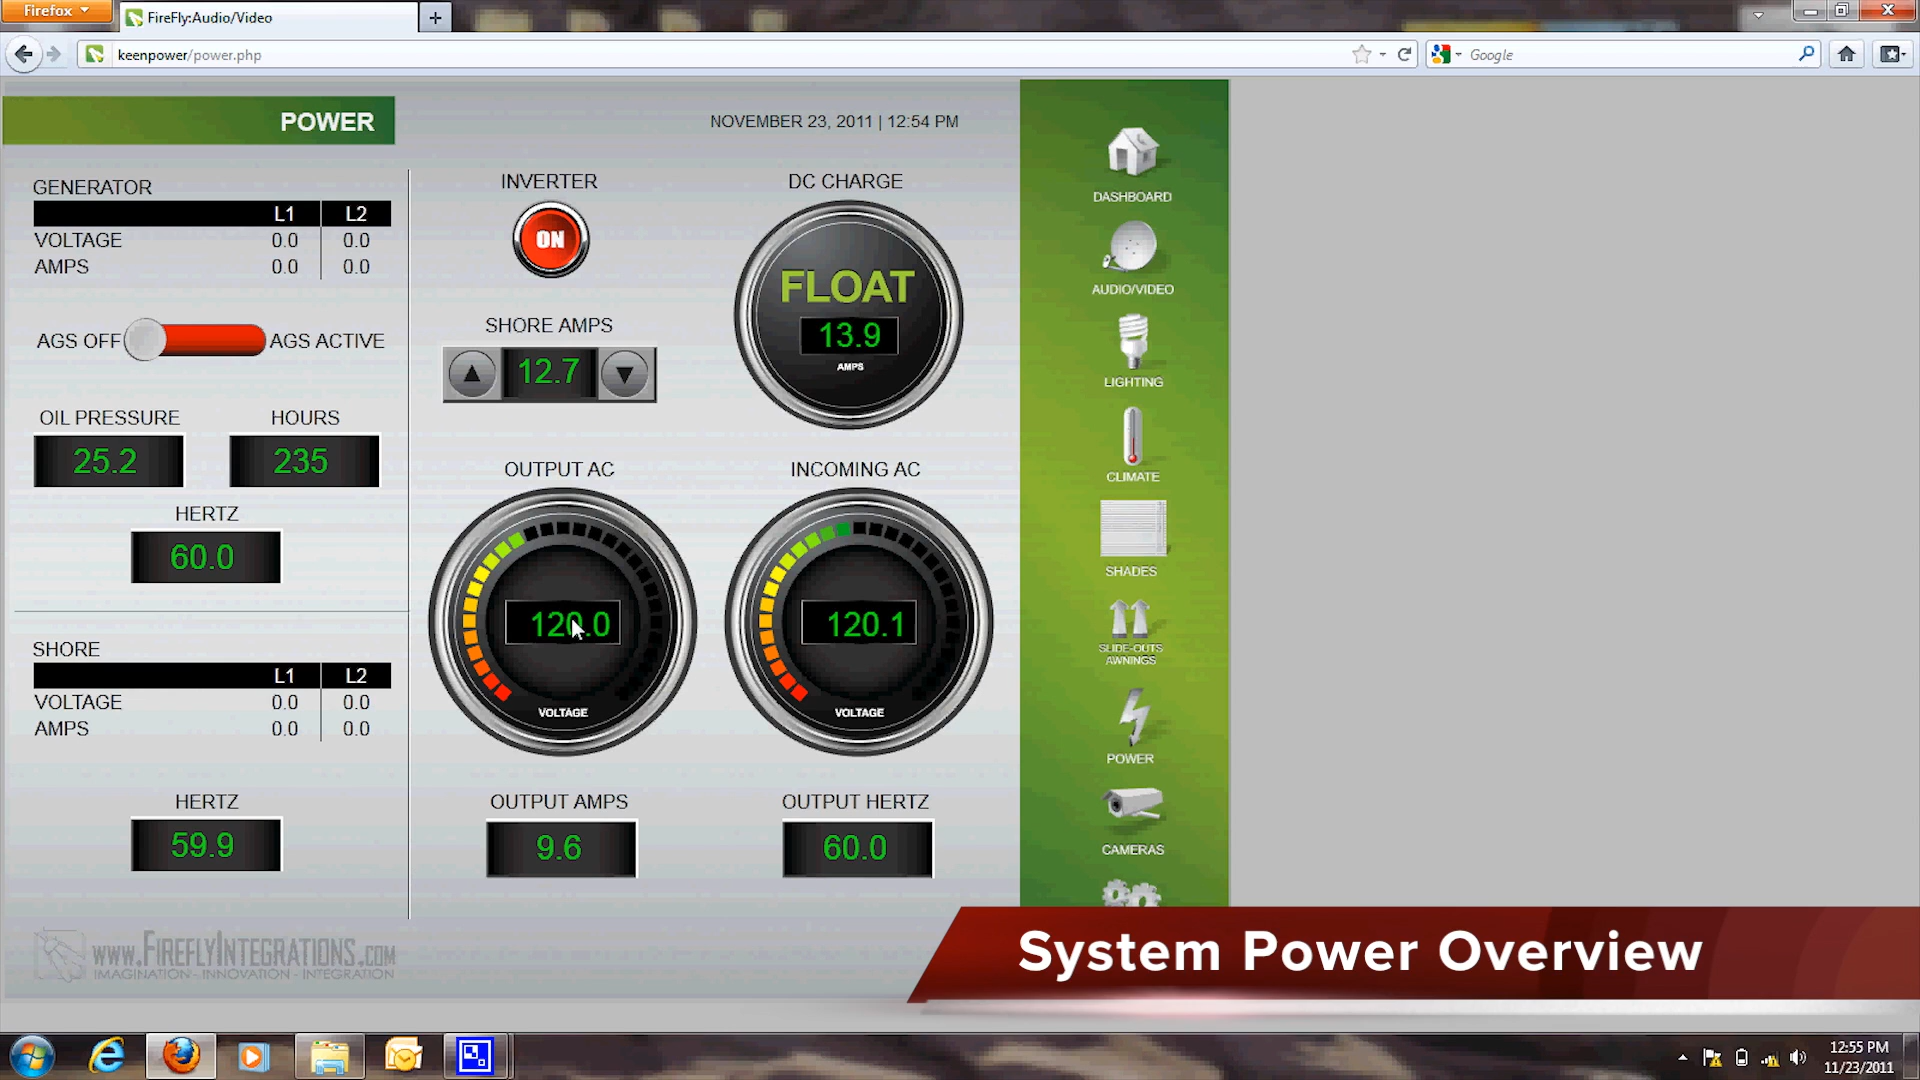 Firefox
FireFly:Audio/Video
keenpower/power.php
Google
POWER
NOVEMBER 23, 2011 | 12:54 PM
GENERATOR
L1 L2
VOLTAGE 0.0 0.0
AMPS 0.0 0.0
AGS OFF AGS ACTIVE
OIL PRESSURE HOURS
25.2 235
HERTZ
60.0
SHORE
L1 L2
VOLTAGE 0.0 0.0
AMPS 0.0 0.0
HERTZ
59.9
INVERTER
ON
SHORE AMPS
12.7
DC CHARGE
FLOAT
13.9
AMPS
OUTPUT AC
120.0
VOLTAGE
INCOMING AC
120.1
VOLTAGE
OUTPUT AMPS
9.6
OUTPUT HERTZ
60.0
DASHBOARD
AUDIO/VIDEO
LIGHTING
CLIMATE
SHADES
SLIDE-OUTS
AWNINGS
POWER
CAMERAS
www.FireflyIntegrations.com
IMAGINATION - INNOVATION - INTEGRATION
System Power Overview
12:55 PM
11/23/2011